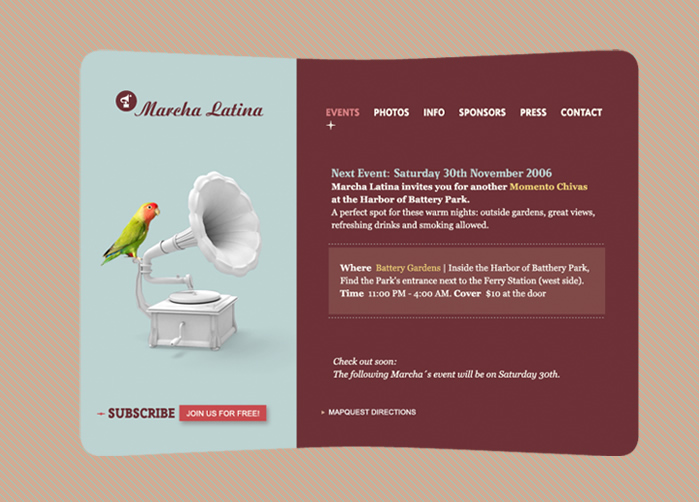 Marcha Latina
EVENTS PHOTOS INFO SPONSORS PRESS CONTACT
Next Event: Saturday 30th November 2006
Marcha Latina invites you for another Momento Chivas
at the Harbor of Battery Park.
A perfect spot for these warm nights: outside gardens, great views,
refreshing drinks and smoking allowed.
Where Battery Gardens | Inside the Harbor of Batthery Park,
Find the Park's entrance next to the Ferry Station (west side).
Time 11:00 PM - 4:00 AM. Cover $10 at the door
Check out soon:
The following Marcha´s event will be on Saturday 30th.
SUBSCRIBE JOIN US FOR FREE!
MAPQUEST DIRECTIONS